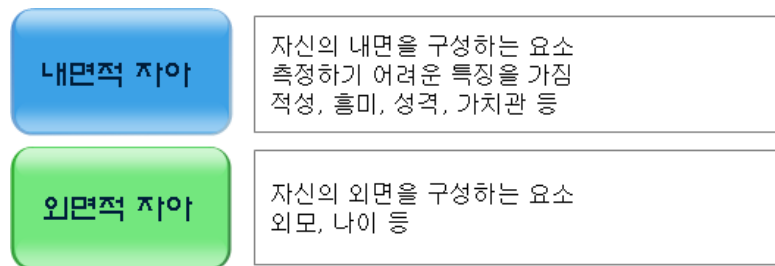 내면적 자아
자신의 내면을 구성하는 요소
측정하기 어려운 특징을 가짐
적성, 흥미, 성격, 가치관 등
외면적 자아
자신의 외면을 구성하는 요소
외모, 나이 등